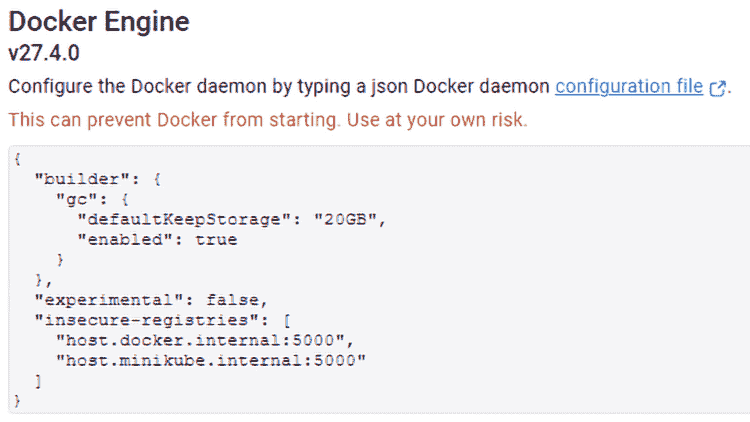 Docker Engine
v27.4.0
Configure the Docker daemon by typing a json Docker daemon configuration file.
This can prevent Docker from starting. Use at your own risk.
{
  "builder": {
    "gc": {
      "defaultKeepStorage": "20GB",
      "enabled": true
    }
  },
  "experimental": false,
  "insecure-registries": [
    "host.docker.internal:5000",
    "host.minikube.internal:5000"
  ]
}